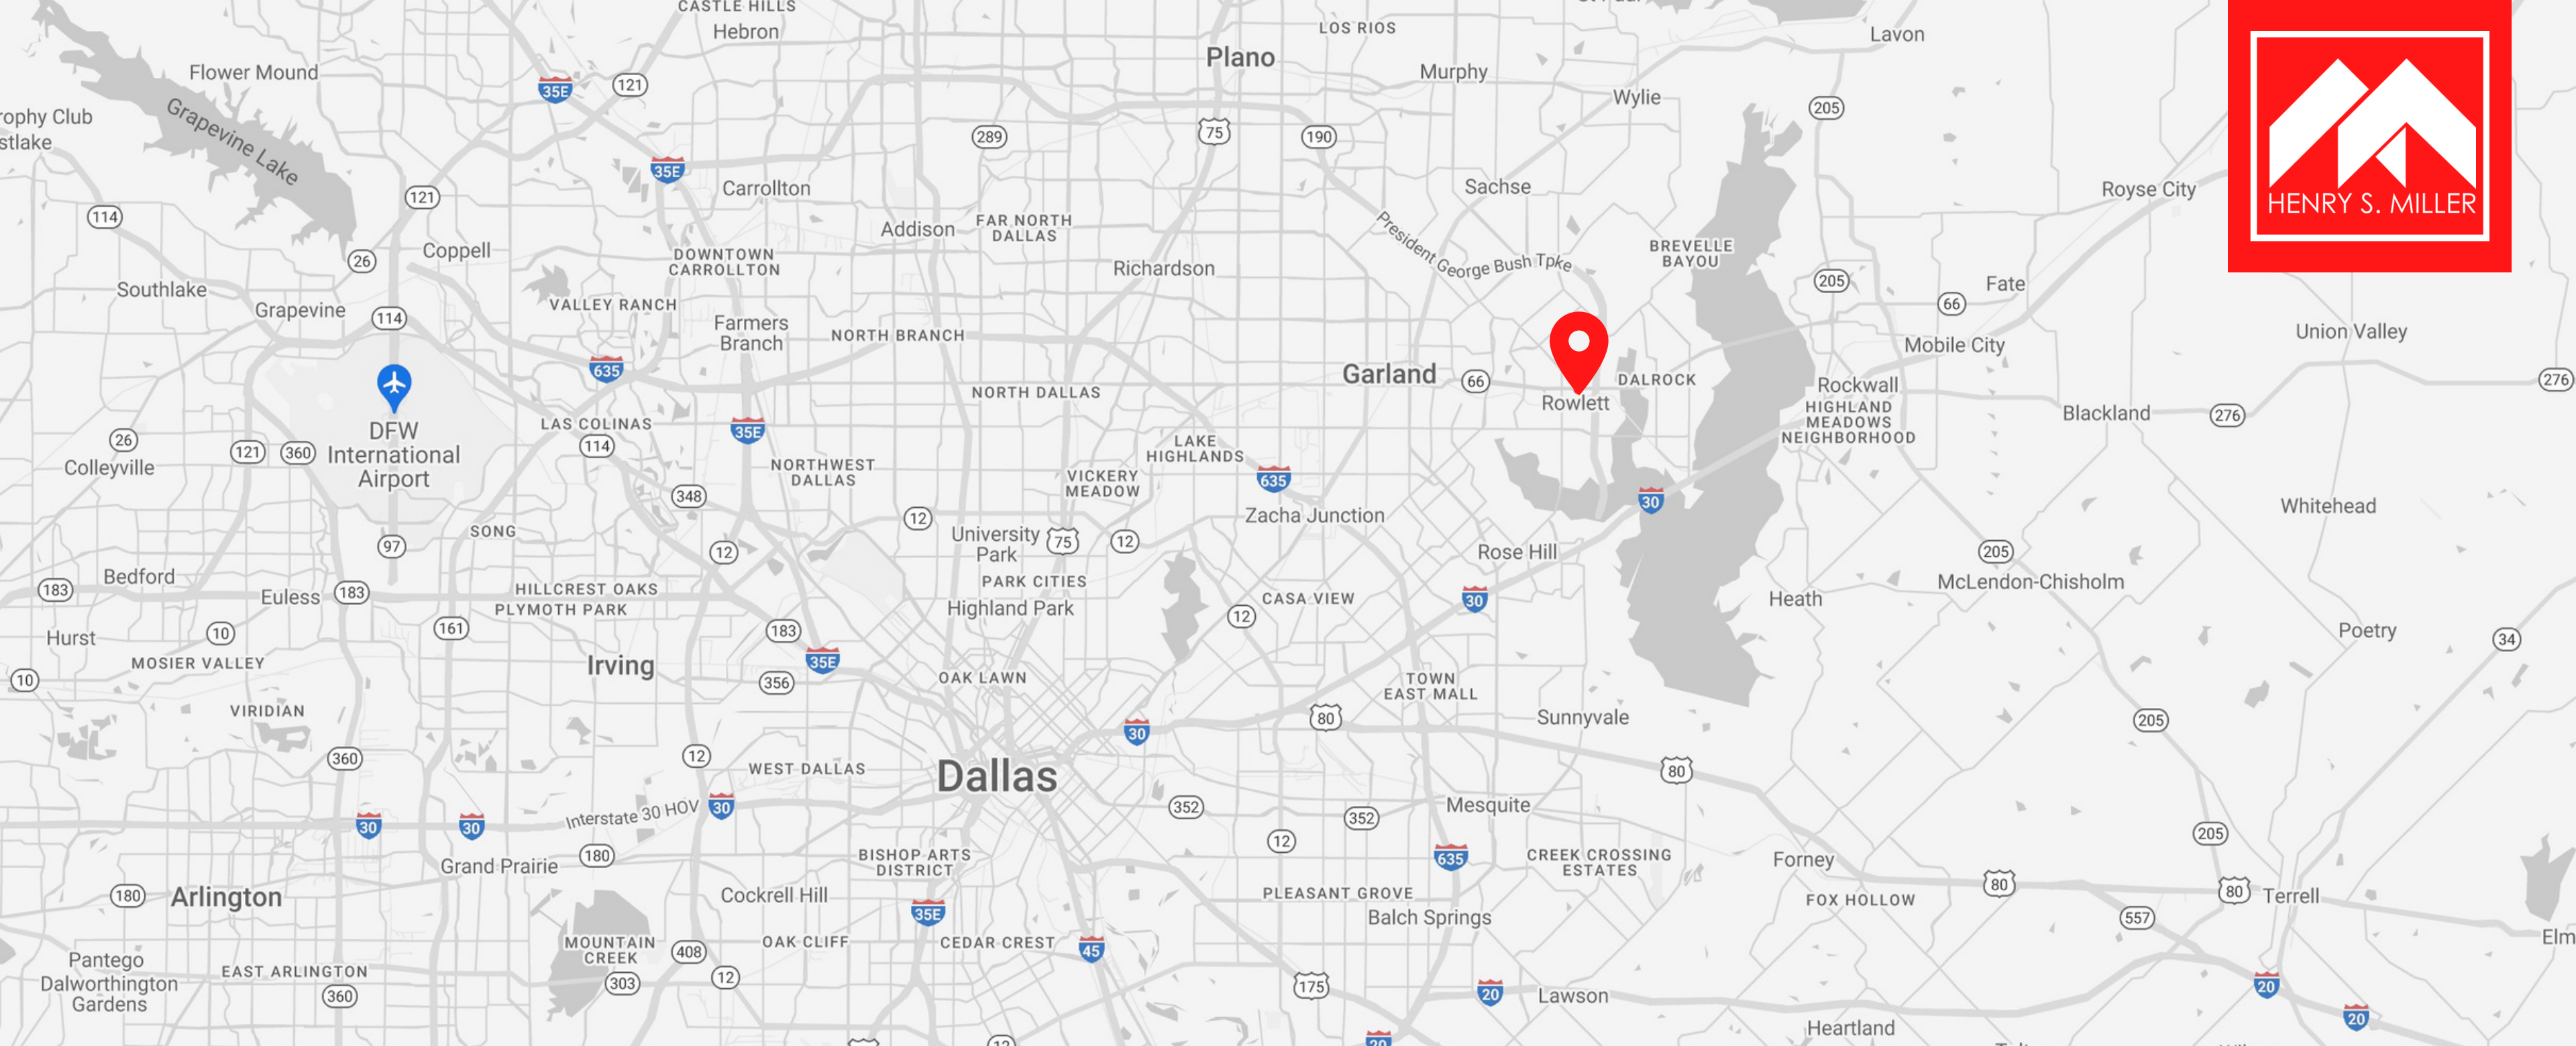 CASTLE HILLS
Hebron
LOS RIOS
Lavon
Plano
Flower Mound
Murphy
35E
121
Wylie
Grapevine Lake
205
rophy Club
stlake
289
75
190
35E
Carrollton
Sachse
Royse City
HENRY S. MILLER
121
114
Addison
FAR NORTH
DALLAS
President George Bush Tpke
BREVELLE
BAYOU
Coppell
26
DOWNTOWN
CARROLLTON
Richardson
205
Fate
Southlake
Grapevine
VALLEY RANCH
66
114
Farmers
Branch
NORTH BRANCH
Union Valley
Mobile City
635
Garland
66
DALROCK
Rockwall
276
NORTH DALLAS
Rowlett
HIGHLAND
MEADOWS
NEIGHBORHOOD
Blackland
276
DFW
International
Airport
LAS COLINAS
114
35E
26
121
360
Colleyville
LAKE
HIGHLANDS
NORTHWEST
DALLAS
VICKERY
MEADOW
635
348
30
Whitehead
12
Zacha Junction
SONG
University
Park
75
12
97
12
Rose Hill
205
Bedford
183
Euless
183
HILLCREST OAKS
PLYMOTH PARK
PARK CITIES
Highland Park
CASA VIEW
30
Heath
McLendon-Chisholm
12
161
183
Hurst
10
Poetry
34
MOSIER VALLEY
Irving
35E
10
356
OAK LAWN
TOWN
EAST MALL
VIRIDIAN
80
Sunnyvale
205
30
360
12
WEST DALLAS
Dallas
80
Interstate 30 HOV
30
352
352
Mesquite
30
30
205
12
Grand Prairie
180
BISHOP ARTS
DISTRICT
635
CREEK CROSSING
ESTATES
Forney
180
Arlington
Cockrell Hill
PLEASANT GROVE
80
80
Terrell
FOX HOLLOW
35E
Balch Springs
557
MOUNTAIN
CREEK
408
OAK CLIFF
CEDAR CREST
45
Elm
Pantego
Dalworthington
Gardens
EAST ARLINGTON
360
303
12
175
20
Lawson
20
20
Heartland
20
12